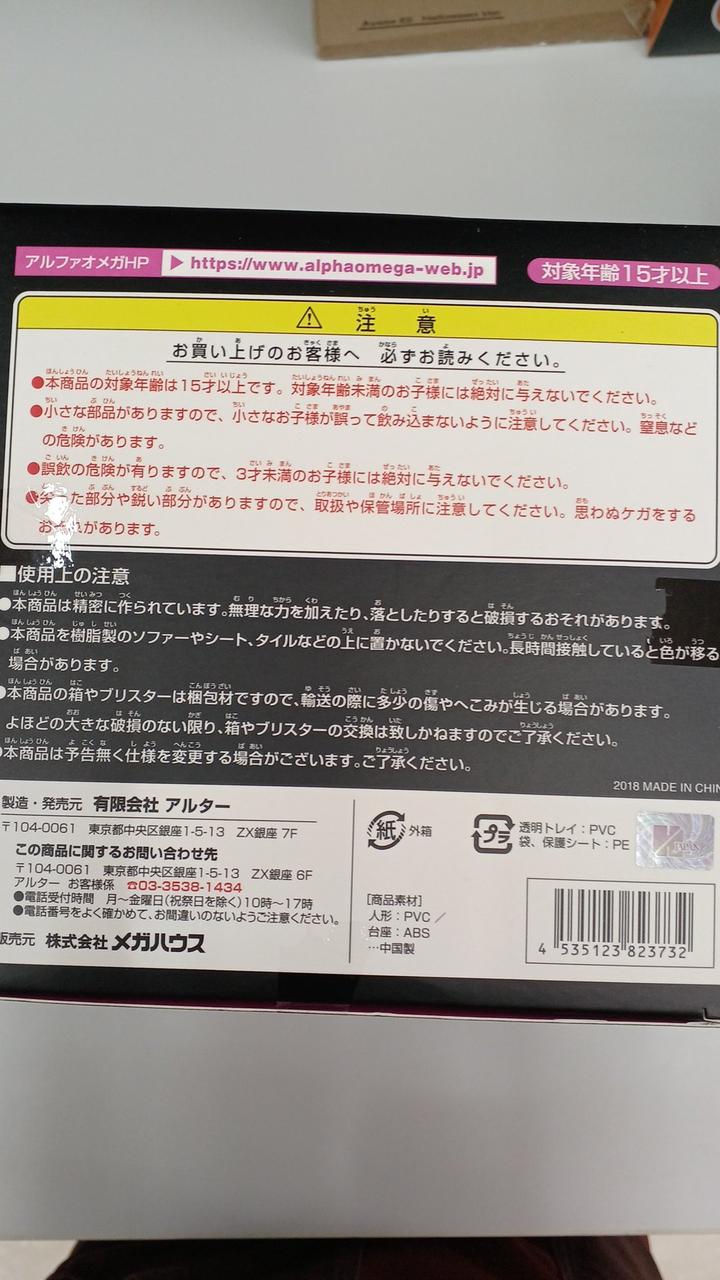 Ayase Eli Halloween Ver.
アルファオメガHP ▶ https://www.alphaomega-web.jp
対象年齢15才以上
⚠ 注意
お買い上げのお客様へ 必ずお読みください。
●本商品の対象年齢は15才以上です。対象年齢未満のお子様には絶対に与えないでください。
●小さな部品がありますので、小さなお子様が誤って飲み込まないように注意してください。窒息など
の危険があります。
●誤飲の危険が有りますので、3才未満のお子様には絶対に与えないでください。
●尖った部分や鋭い部分がありますので、取扱や保管場所に注意してください。思わぬケガをする
おそれがあります。
■使用上の注意
●本商品は精密に作られています。無理な力を加えたり、落としたりすると破損するおそれがあります。
●本商品を樹脂製のソファーやシート、タイルなどの上に置かないでください。長時間接触していると色が移る
場合があります。
●本商品の箱やブリスターは梱包材ですので、輸送の際に多少の傷やへこみが生じる場合があります。
よほどの大きな破損のない限り、箱やブリスターの交換は致しかねますのでご了承ください。
●本商品は予告無く仕様を変更する場合がございます。ご了承ください。
2018 MADE IN CHIN
製造・発売元 有限会社 アルター
〒104-0061 東京都中央区銀座1-5-13 ZX銀座 7F
この商品に関するお問い合わせ先
〒104-0061 東京都中央区銀座1-5-13 ZX銀座 6F
アルター お客様係 ☎03-3538-1434
●電話受付時間 月〜金曜日(祝祭日を除く)10時〜17時
●電話番号をよく確かめて、お間違いのないようご注意ください。
販売元 株式会社 メガハウス
紙 外箱
プラ 透明トレイ:PVC
袋、保護シート:PE
[商品素材]
人形:PVC /
台座:ABS
…中国製
JAPAN
4 535123 823732